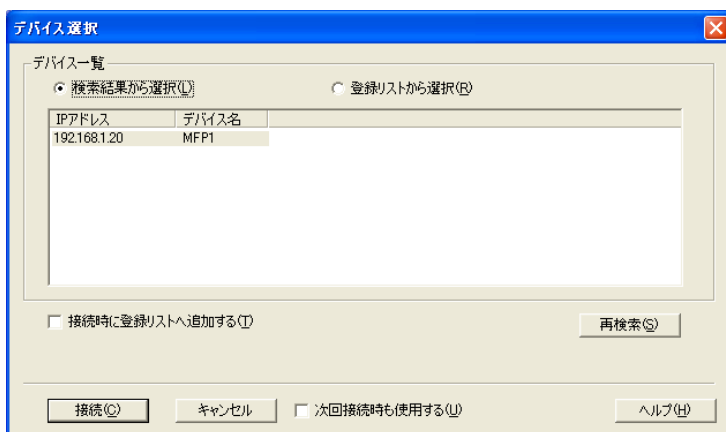 デバイス選択
デバイス一覧
検索結果から選択(L) 登録リストから選択(R)
IPアドレス デバイス名
192.168.1.20 MFP1
接続時に登録リストへ追加する(T) 再検索(S)
接続(C) キャンセル 次回接続時も使用する(U) ヘルプ(H)